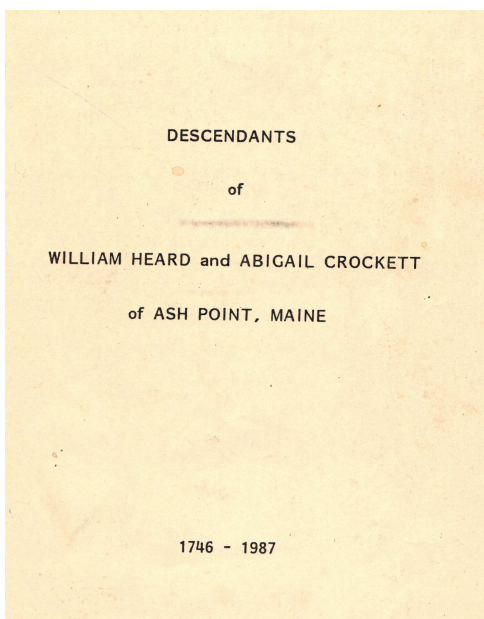 DESCENDANTS
of
WILLIAM HEARD and ABIGAIL CROCKETT
of ASH POINT, MAINE
1746 - 1987